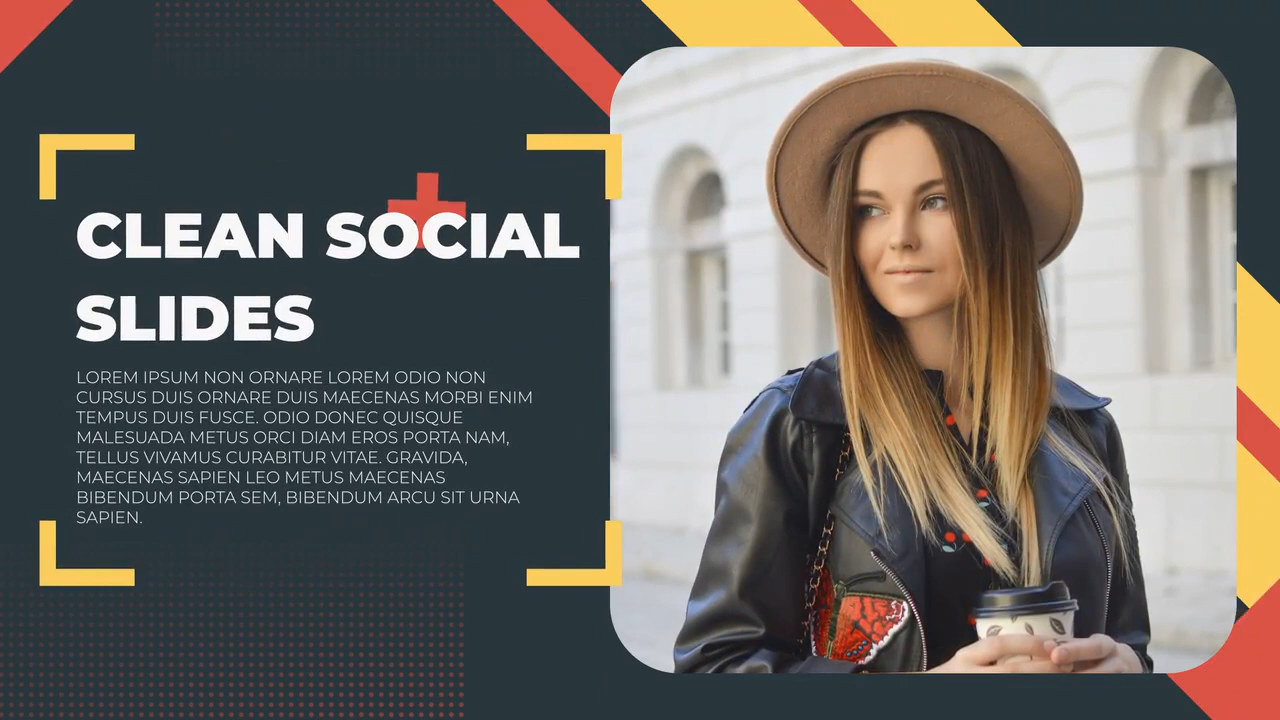 CLEAN SOCIAL
SLIDES
LOREM IPSUM NON ORNARE LOREM ODIO NON
CURSUS DUIS ORNARE DUIS MAECENAS MORBI ENIM
TEMPUS DUIS FUSCE. ODIO DONEC QUISQUE
MALESUADA METUS ORCI DIAM EROS PORTA NAM,
TELLUS VIVAMUS CURABITUR VITAE. GRAVIDA,
MAECENAS SAPIEN LEO METUS MAECENAS
BIBENDUM PORTA SEM, BIBENDUM ARCU SIT URNA
SAPIEN.